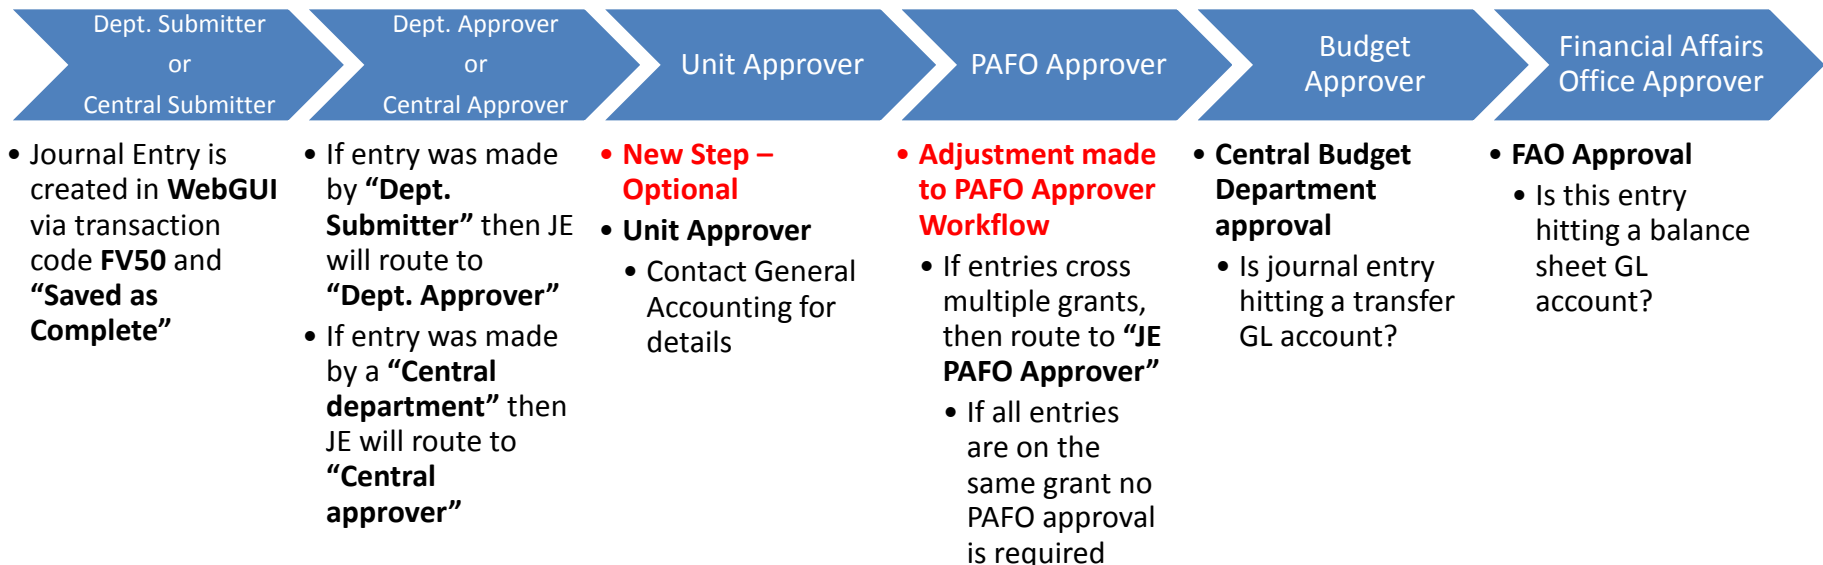 Dept. Submitter
or
Central Submitter
Dept. Approver
or
Central Approver
Unit Approver
PAFO Approver
Budget
Approver
Financial Affairs
Office Approver
• Journal Entry is
created in WebGUI
via transaction
code FV50 and
“Saved as
Complete”
• If entry was made
by “Dept.
Submitter” then JE
will route to
“Dept. Approver”
• If entry was made
by a “Central
department” then
JE will route to
“Central
approver”
• New Step –
Optional
• Unit Approver
• Contact General
Accounting for
details
• Adjustment made
to PAFO Approver
Workflow
• If entries cross
multiple grants,
then route to “JE
PAFO Approver”
• If all entries
are on the
same grant no
PAFO approval
is required
• Central Budget
Department
approval
• Is journal entry
hitting a transfer
GL account?
• FAO Approval
• Is this entry
hitting a balance
sheet GL
account?